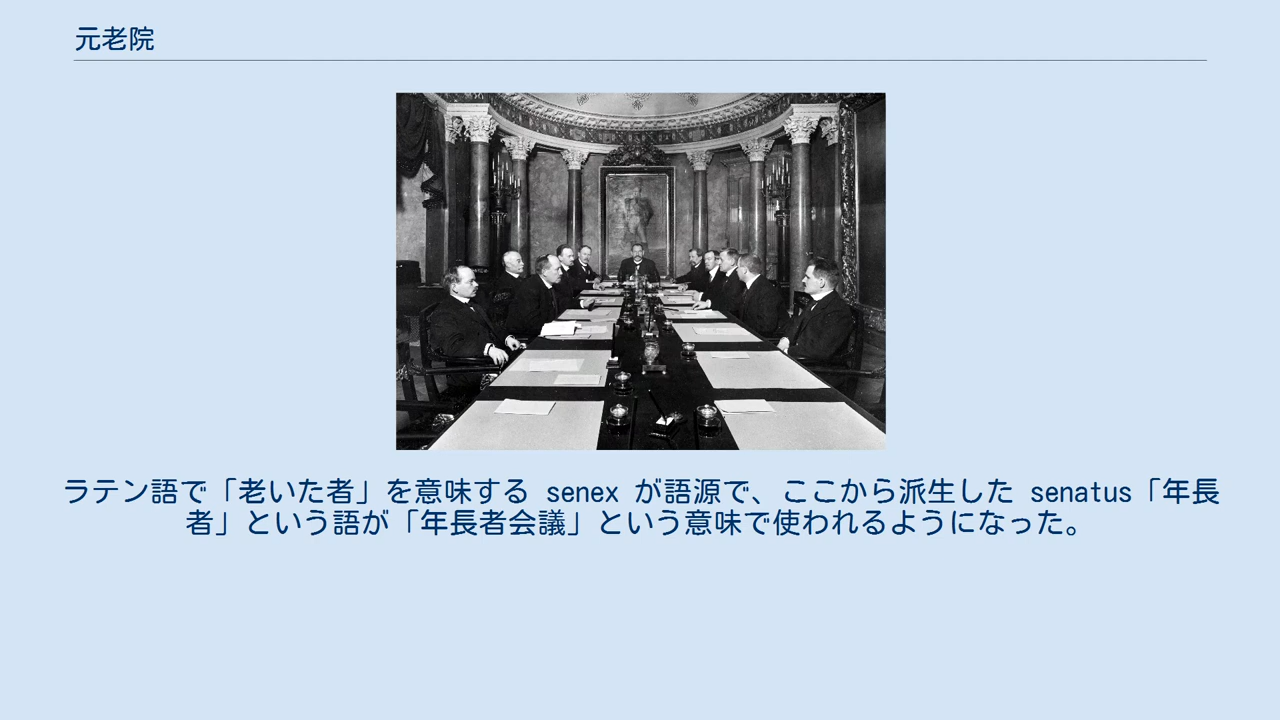 元老院
ラテン語で「老いた者」を意味する senex が語源で、ここから派生した senatus「年長
者」という語が「年長者会議」という意味で使われるようになった。